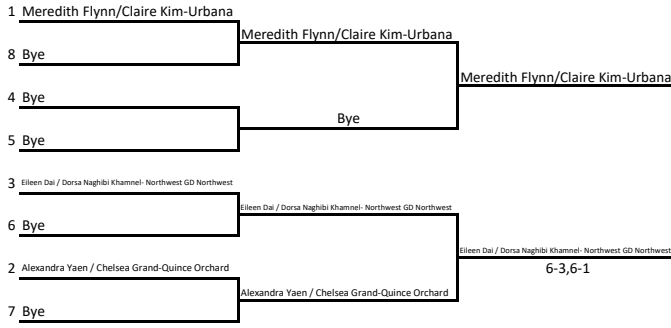 1 Meredith Flynn/Claire Kim-Urbana
Meredith Flynn/Claire Kim-Urbana
8 Bye
Meredith Flynn/Claire Kim-Urbana
4 Bye
Bye
5 Bye
3 Eileen Dai / Dorsa Naghibi Khamnel- Northwest GD Northwest
Eileen Dai / Dorsa Naghibi Khamnel- Northwest GD Northwest
6 Bye
Eileen Dai / Dorsa Naghibi Khamnel- Northwest GD Northwest
6-3,6-1
2 Alexandra Yaen / Chelsea Grand-Quince Orchard
Alexandra Yaen / Chelsea Grand-Quince Orchard
7 Bye